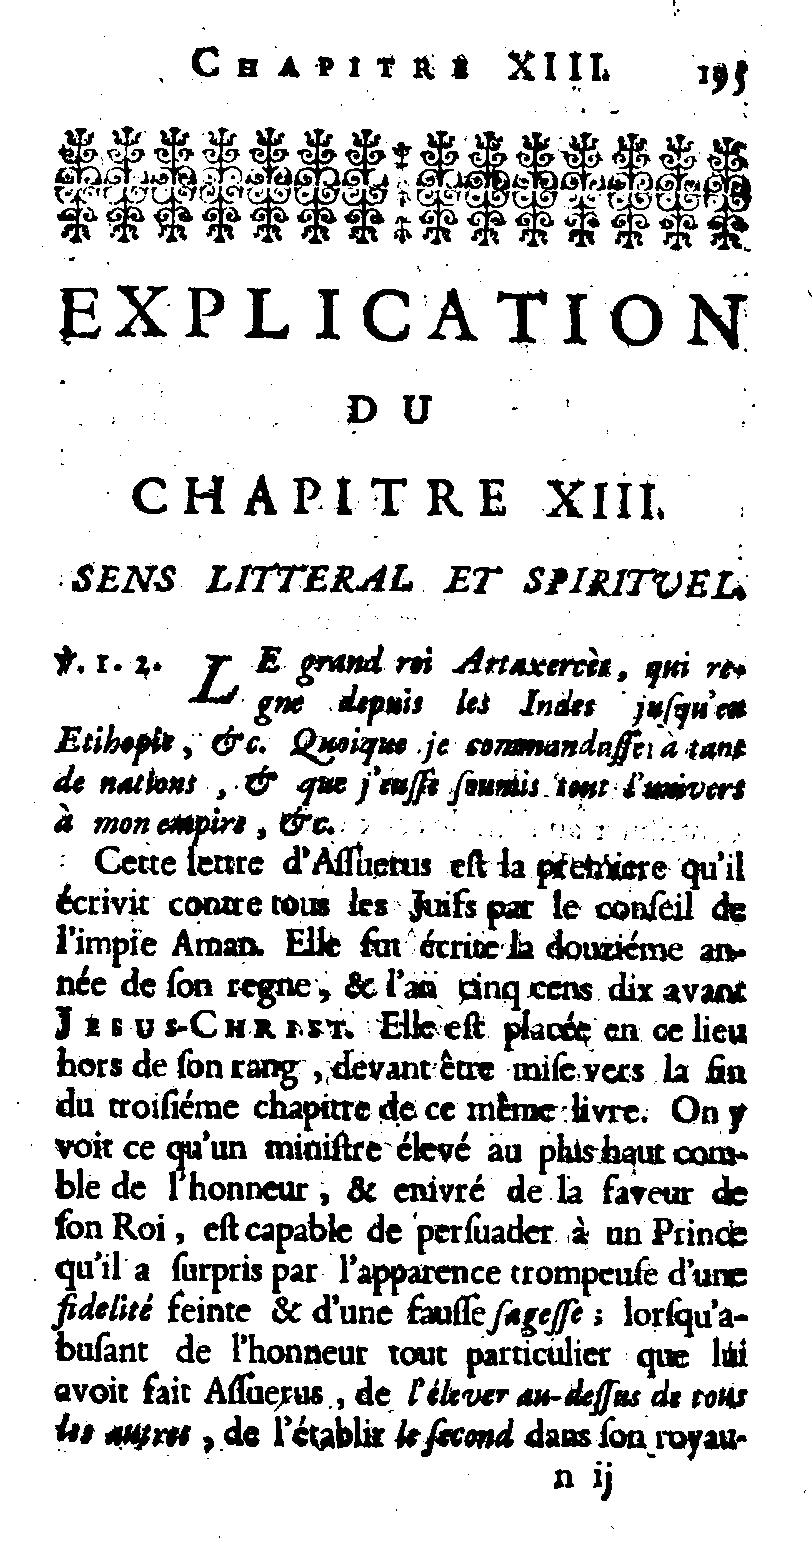 CHAPITRE XIII. 195
EXPLICATION
DU
CHAPITRE XIII.
SENS LITTERAL ET SPIRITUEL.
℣. 1. 2. LE grand roi Artaxercès, qui re-
gne depuis les Indes juſqu'en
Etihopie, &c. Quoique je commandaſſe à tant
de nations, & que j'euſſe ſoumis tout l'univers
à mon empire, &c.
Cette lettre d'Aſſuerus eſt la premiere qu'il
écrivit contre tous les Juifs par le conſeil de
l'impie Aman. Elle fut écrite la douziéme an-
née de ſon regne, & l'an cinq cens dix avant
JESUS-CHRIST. Elle eſt placée en ce lieu
hors de ſon rang, devant être miſe vers la fin
du troiſiéme chapitre de ce même livre. On y
voit ce qu'un miniſtre élevé au plus haut com-
ble de l'honneur, & enivré de la faveur de
ſon Roi, eſt capable de perſuader à un Prince
qu'il a ſurpris par l'apparence trompeuſe d'une
fidelité feinte & d'une fauſſe ſageſſe; lorſqu'a-
buſant de l'honneur tout particulier que lui
avoit fait Aſſuerus, de l'élever au-deſſus de tous
les autres, de l'établir le ſecond dans ſon royau-
n ij